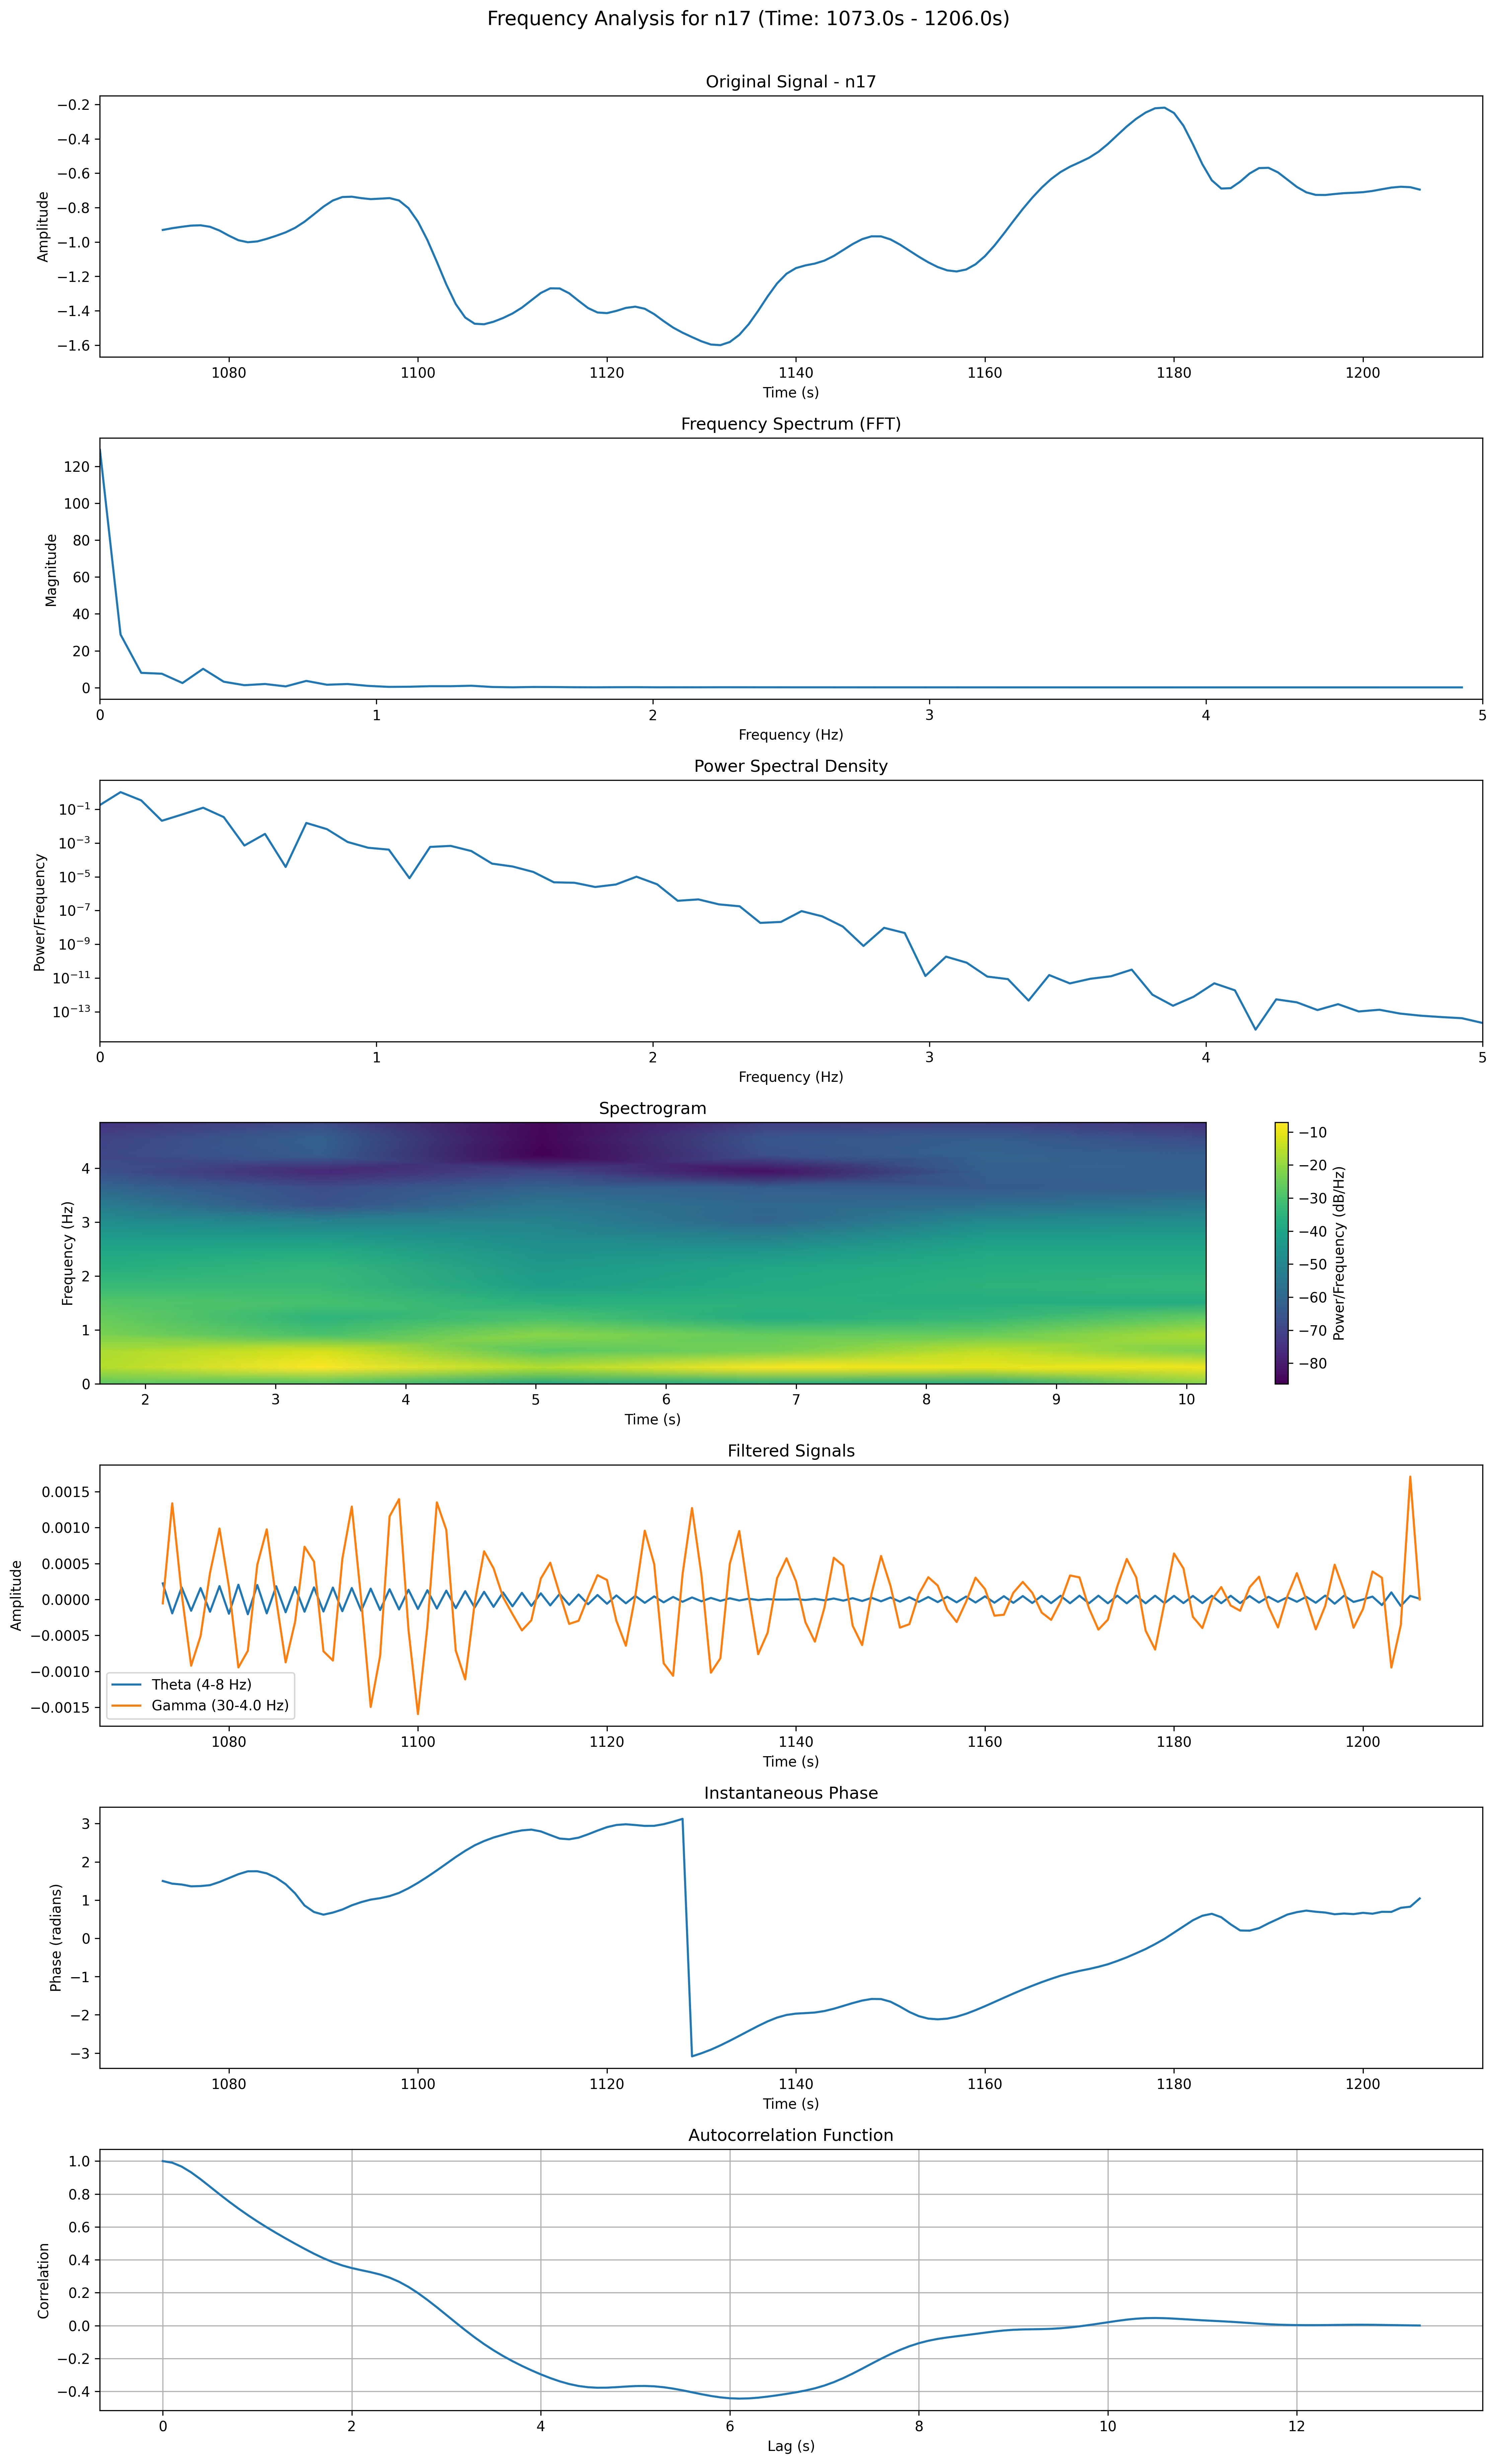 Frequency Analysis for n17 (Time: 1073.0s - 1206.0s)
Original Signal - n17
Amplitude
−0.2
−0.4
−0.6
−0.8
−1.0
−1.2
−1.4
−1.6
1080 1100 1120 1140 1160 1180 1200
Time (s)
Frequency Spectrum (FFT)
Magnitude
120
100
80
60
40
20
0
0 1 2 3 4 5
Frequency (Hz)
Power Spectral Density
Power/Frequency
10⁻¹
10⁻³
10⁻⁵
10⁻⁷
10⁻⁹
10⁻¹¹
10⁻¹³
0 1 2 3 4 5
Frequency (Hz)
Spectrogram
Frequency (Hz)
4
3
2
1
0
2 3 4 5 6 7 8 9 10
Time (s)
−10
−20
−30
−40
−50
−60
−70
−80
Power/Frequency (dB/Hz)
Filtered Signals
Amplitude
0.0015
0.0010
0.0005
0.0000
−0.0005
−0.0010
−0.0015
Theta (4-8 Hz)
Gamma (30-4.0 Hz)
1080 1100 1120 1140 1160 1180 1200
Time (s)
Instantaneous Phase
Phase (radians)
3
2
1
0
−1
−2
−3
1080 1100 1120 1140 1160 1180 1200
Time (s)
Autocorrelation Function
Correlation
1.0
0.8
0.6
0.4
0.2
0.0
−0.2
−0.4
0 2 4 6 8 10 12
Lag (s)